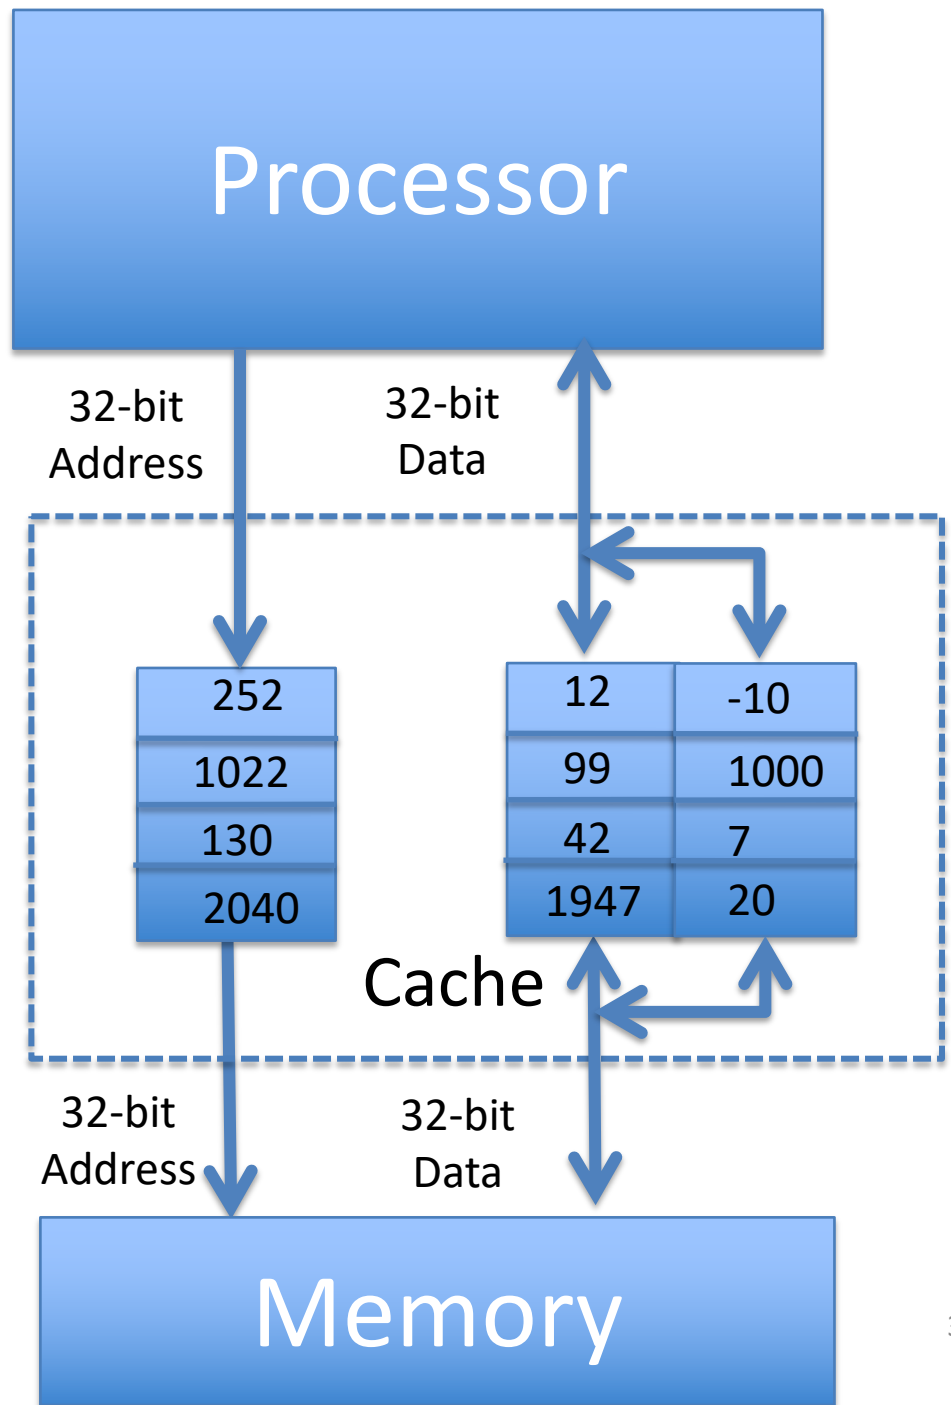 Processor
32-bit
Address
32-bit
Data
252
12
-10
1022
99
1000
130
42
7
2040
1947
20
Cache
32-bit
Address
32-bit
Data
Memory